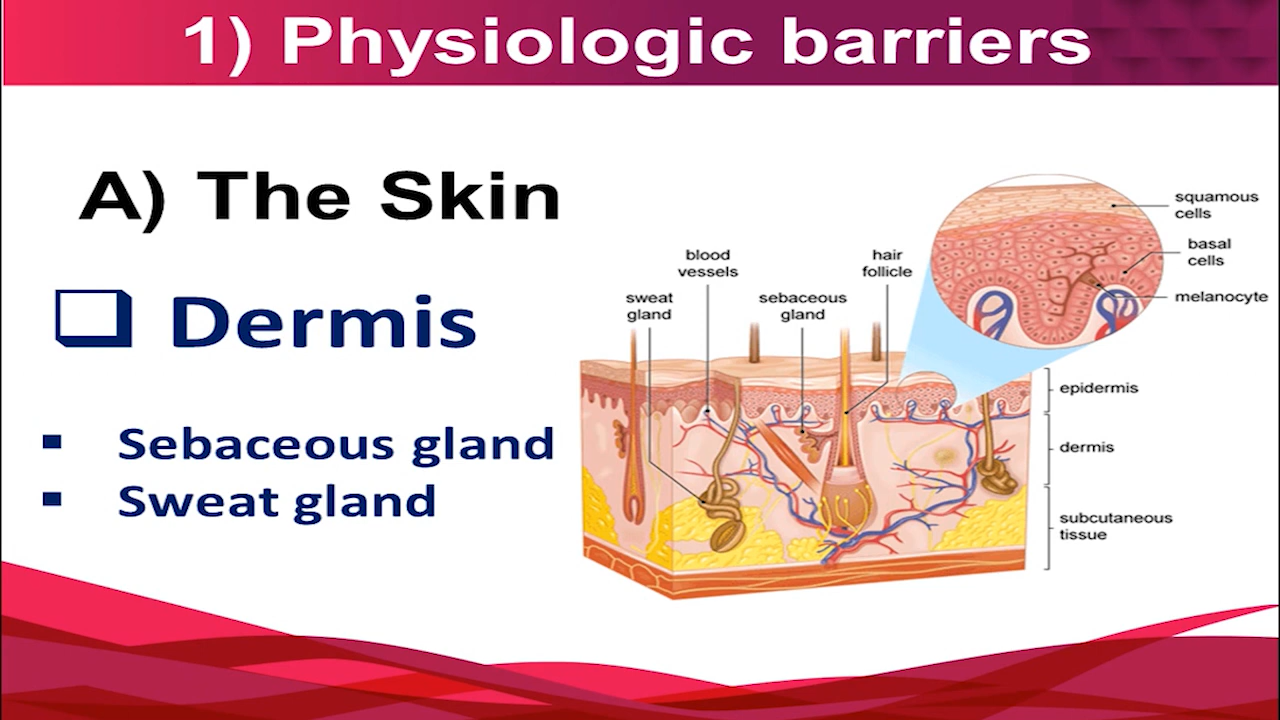 1) Physiologic barriers
A) The Skin
❑ Dermis
▪ Sebaceous gland
▪ Sweat gland
blood
vessels
hair
follicle
sweat
gland
sebaceous
gland
squamous
cells
basal
cells
melanocyte
epidermis
dermis
subcutaneous
tissue